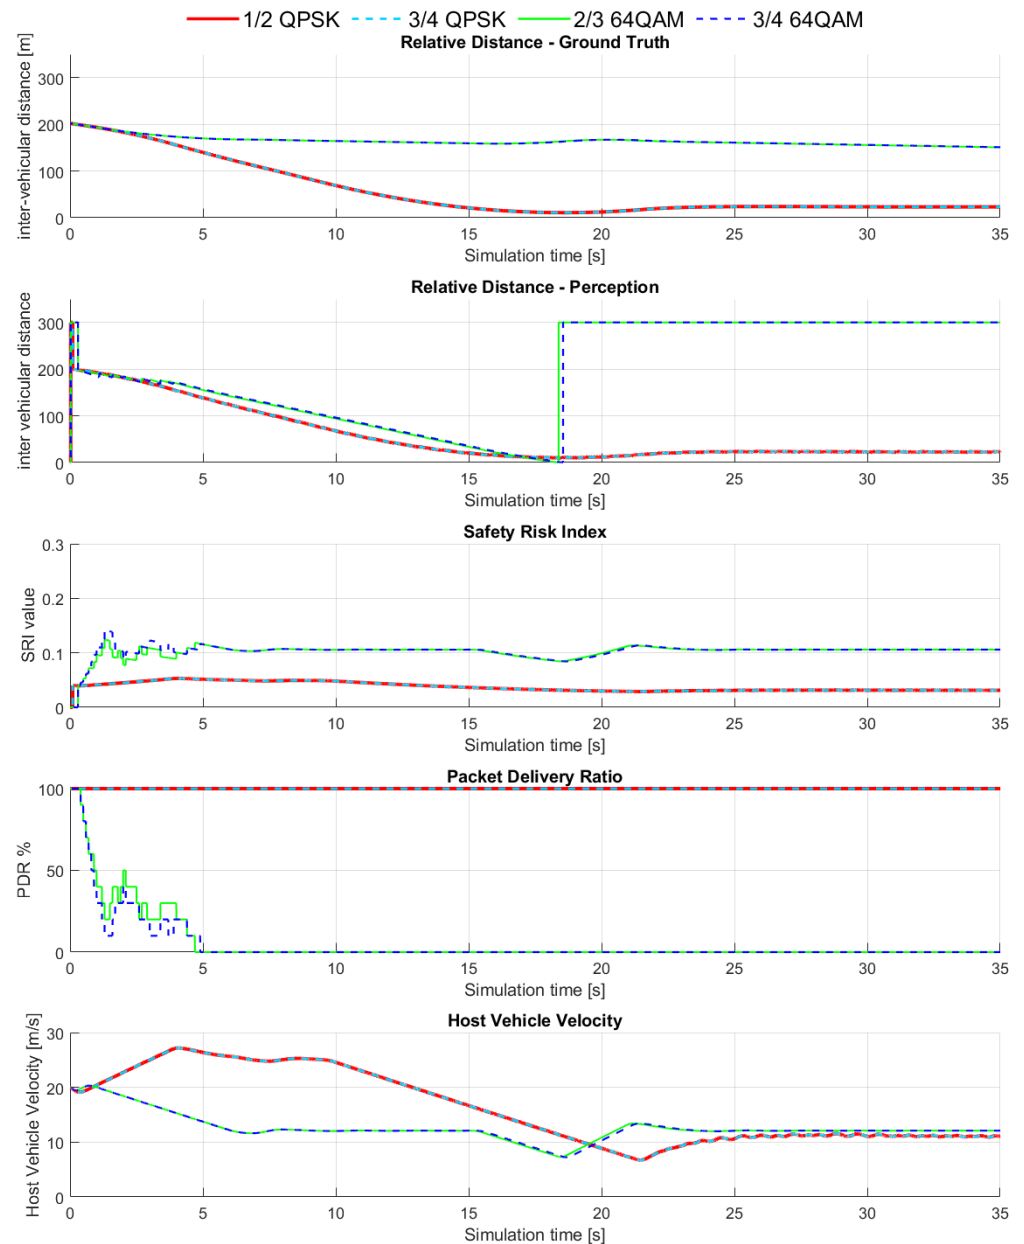 1/2 QPSK 3/4 QPSK 2/3 64QAM 3/4 64QAM
Relative Distance - Ground Truth
inter-vehicular distance [m]
300
200
100
0
0 5 10 15 20 25 30 35
Simulation time [s]
Relative Distance - Perception
inter vehicular distance
300
200
100
0
0 5 10 15 20 25 30 35
Simulation time [s]
Safety Risk Index
SRI value
0.3
0.2
0.1
0
0 5 10 15 20 25 30 35
Simulation time [s]
Packet Delivery Ratio
PDR %
100
50
0
0 5 10 15 20 25 30 35
Simulation time [s]
Host Vehicle Velocity
Host Vehicle Velocity [m/s]
30
20
10
0
0 5 10 15 20 25 30 35
Simulation time [s]